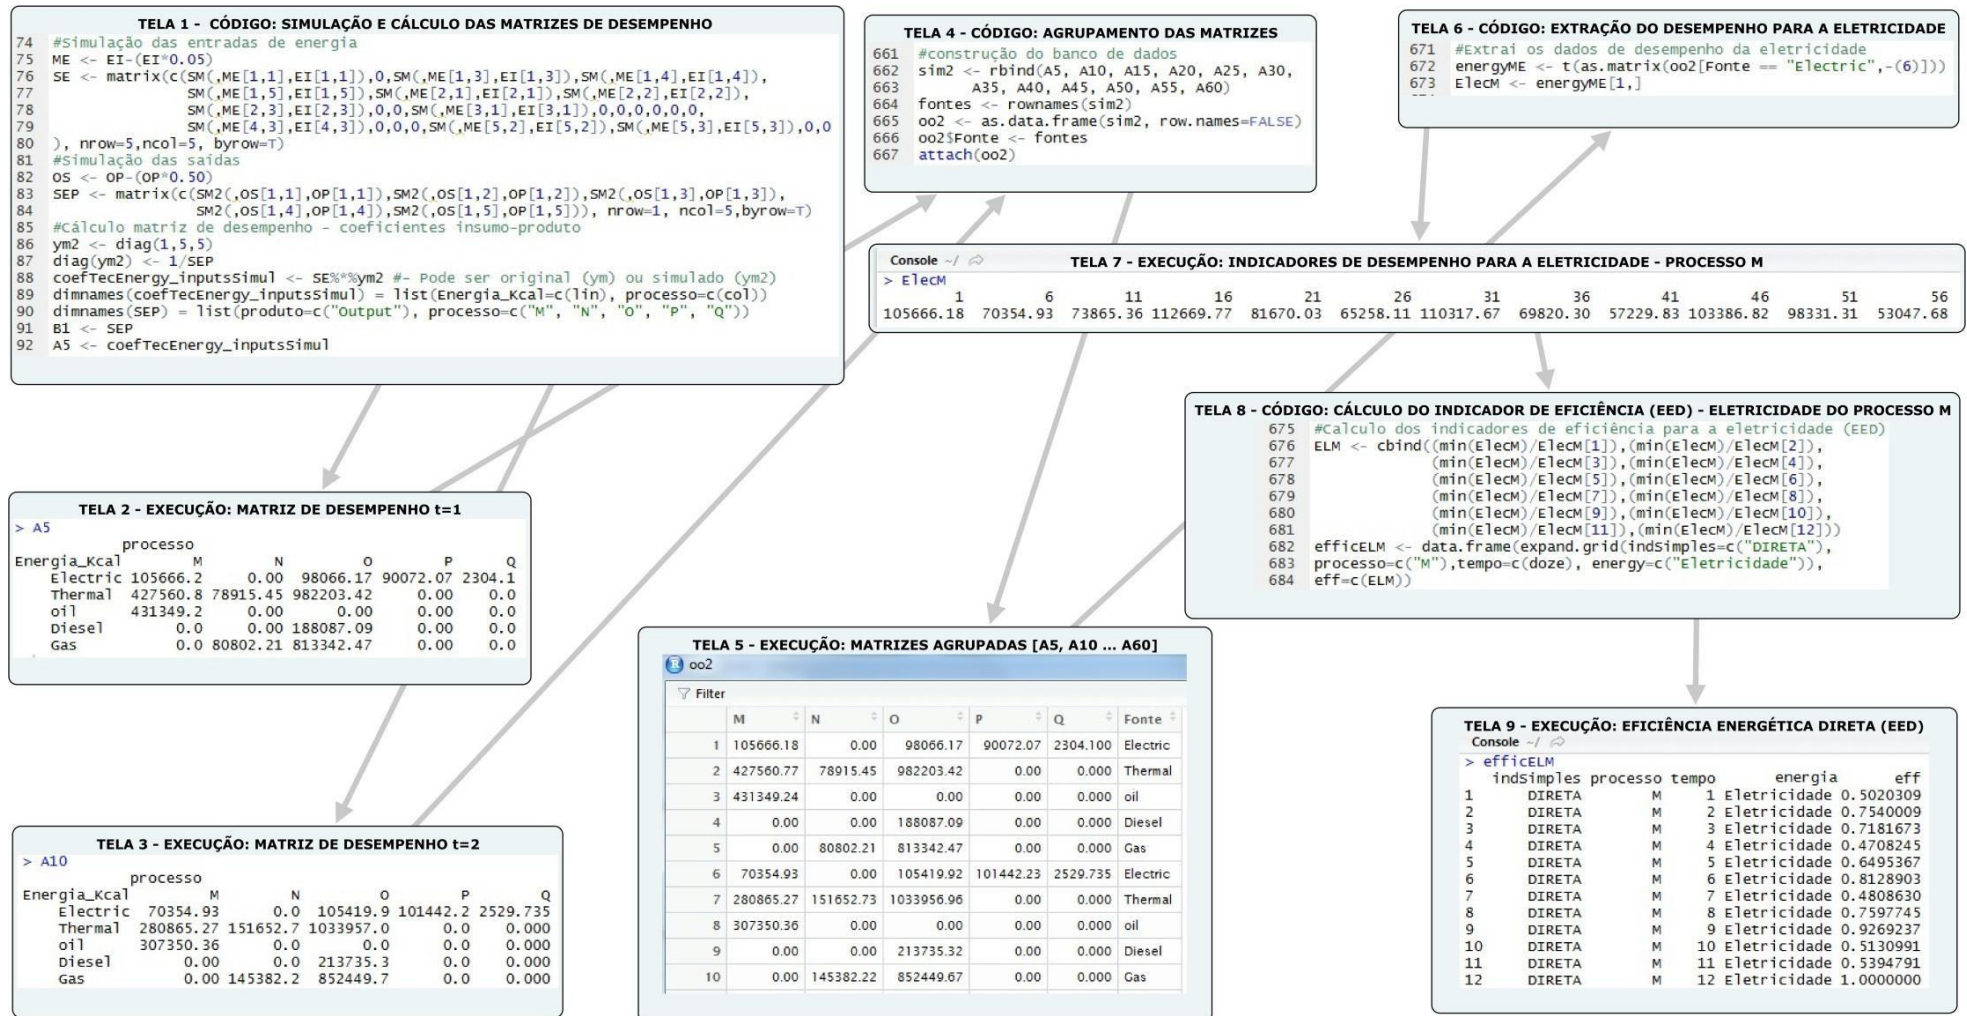 TELA 1 - CÓDIGO: SIMULAÇÃO E CÁLCULO DAS MATRIZES DE DESEMPENHO
74 #Simulação das entradas de energia
75 ME <- EI-(EI*0.05)
76 SE <- matrix(c(SM(,ME[1,1],EI[1,1]),0,SM(,ME[1,3],EI[1,3]),SM(,ME[1,4],EI[1,4]),
77 SM(,ME[1,5],EI[1,5]),SM(,ME[2,1],EI[2,1]),SM(,ME[2,2],EI[2,2]),
78 SM(,ME[2,3],EI[2,3]),0,0,SM(,ME[3,1],EI[3,1]),0,0,0,0,0,0,
79 SM(,ME[4,3],EI[4,3]),0,0,0,SM(,ME[5,2],EI[5,2]),SM(,ME[5,3],EI[5,3]),0,0
80 ), nrow=5,ncol=5, byrow=T)
81 #Simulação das saídas
82 OS <- OP-(OP*0.50)
83 SEP <- matrix(c(SM2(,OS[1,1],OP[1,1]),SM2(,OS[1,2],OP[1,2]),SM2(,OS[1,3],OP[1,3]),
84 SM2(,OS[1,4],OP[1,4]),SM2(,OS[1,5],OP[1,5])), nrow=1, ncol=5,byrow=T)
85 #Cálculo matriz de desempenho - coeficientes insumo-produto
86 ym2 <- diag(1,5,5)
87 diag(ym2) <- 1/SEP
88 coefTecEnergy_inputsSimul <- SE%*%ym2 #- Pode ser original (ym) ou simulado (ym2)
89 dimnames(coefTecEnergy_inputsSimul) = list(Energia_Kcal=c(lin), processo=c(col))
90 dimnames(SEP) = list(produto=c("Output"), processo=c("M", "N", "O", "P", "Q"))
91 B1 <- SEP
92 A5 <- coefTecEnergy_inputsSimul
TELA 2 - EXECUÇÃO: MATRIZ DE DESEMPENHO t=1
> A5
processo
Energia_Kcal M N O P Q
Electric 105666.2 0.00 98066.17 90072.07 2304.1
Thermal 427560.8 78915.45 982203.42 0.00 0.0
oil 431349.2 0.00 0.00 0.00 0.0
Diesel 0.0 0.00 188087.09 0.00 0.0
Gas 0.0 80802.21 813342.47 0.00 0.0
TELA 3 - EXECUÇÃO: MATRIZ DE DESEMPENHO t=2
> A10
processo
Energia_Kcal M N O P Q
Electric 70354.93 0.0 105419.9 101442.2 2529.735
Thermal 280865.27 151652.7 1033957.0 0.0 0.000
oil 307350.36 0.0 0.0 0.0 0.000
Diesel 0.00 0.0 213735.3 0.0 0.000
Gas 0.00 145382.2 852449.7 0.0 0.000
TELA 4 - CÓDIGO: AGRUPAMENTO DAS MATRIZES
661 #construção do banco de dados
662 sim2 <- rbind(A5, A10, A15, A20, A25, A30,
663 A35, A40, A45, A50, A55, A60)
664 fontes <- rownames(sim2)
665 oo2 <- as.data.frame(sim2, row.names=FALSE)
666 oo2$Fonte <- fontes
667 attach(oo2)
TELA 5 - EXECUÇÃO: MATRIZES AGRUPADAS [A5, A10 ... A60]
R oo2
Filter
M N O P Q Fonte
1 105666.18 0.00 98066.17 90072.07 2304.100 Electric
2 427560.77 78915.45 982203.42 0.00 0.000 Thermal
3 431349.24 0.00 0.00 0.00 0.000 oil
4 0.00 0.00 188087.09 0.00 0.000 Diesel
5 0.00 80802.21 813342.47 0.00 0.000 Gas
6 70354.93 0.00 105419.92 101442.23 2529.735 Electric
7 280865.27 151652.73 1033956.96 0.00 0.000 Thermal
8 307350.36 0.00 0.00 0.00 0.000 oil
9 0.00 0.00 213735.32 0.00 0.000 Diesel
10 0.00 145382.22 852449.67 0.00 0.000 Gas
TELA 6 - CÓDIGO: EXTRAÇÃO DO DESEMPENHO PARA A ELETRICIDADE
671 #Extrai os dados de desempenho da eletricidade
672 energyME <- t(as.matrix(oo2[Fonte == "Electric",-(6)]))
673 ElecM <- energyME[1,]
Console ~/ TELA 7 - EXECUÇÃO: INDICADORES DE DESEMPENHO PARA A ELETRICIDADE - PROCESSO M
> ElecM
1 6 11 16 21 26 31 36 41 46 51 56
105666.18 70354.93 73865.36 112669.77 81670.03 65258.11 110317.67 69820.30 57229.83 103386.82 98331.31 53047.68
TELA 8 - CÓDIGO: CÁLCULO DO INDICADOR DE EFICIÊNCIA (EED) - ELETRICIDADE DO PROCESSO M
675 #Calculo dos indicadores de eficiência para a eletricidade (EED)
676 ELM <- cbind((min(ElecM)/ElecM[1]),(min(ElecM)/ElecM[2]),
677 (min(ElecM)/ElecM[3]),(min(ElecM)/ElecM[4]),
678 (min(ElecM)/ElecM[5]),(min(ElecM)/ElecM[6]),
679 (min(ElecM)/ElecM[7]),(min(ElecM)/ElecM[8]),
680 (min(ElecM)/ElecM[9]),(min(ElecM)/ElecM[10]),
681 (min(ElecM)/ElecM[11]),(min(ElecM)/ElecM[12]))
682 efficELM <- data.frame(expand.grid(indSimples=c("DIRETA"),
683 processo=c("M"),tempo=c(doze), energy=c("Eletricidade")),
684 eff=c(ELM))
TELA 9 - EXECUÇÃO: EFICIÊNCIA ENERGÉTICA DIRETA (EED)
Console ~/
> efficELM
indSimples processo tempo energia eff
1 DIRETA M 1 Eletricidade 0.5020309
2 DIRETA M 2 Eletricidade 0.7540009
3 DIRETA M 3 Eletricidade 0.7181673
4 DIRETA M 4 Eletricidade 0.4708245
5 DIRETA M 5 Eletricidade 0.6495367
6 DIRETA M 6 Eletricidade 0.8128903
7 DIRETA M 7 Eletricidade 0.4808630
8 DIRETA M 8 Eletricidade 0.7597745
9 DIRETA M 9 Eletricidade 0.9269237
10 DIRETA M 10 Eletricidade 0.5130991
11 DIRETA M 11 Eletricidade 0.5394791
12 DIRETA M 12 Eletricidade 1.0000000